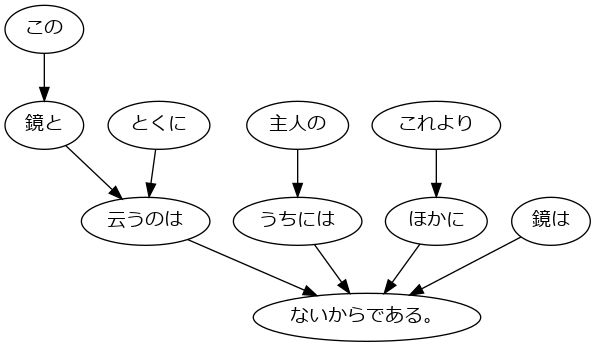 この
鏡と とくに 主人の これより
云うのは うちには ほかに 鏡は
ないからである。